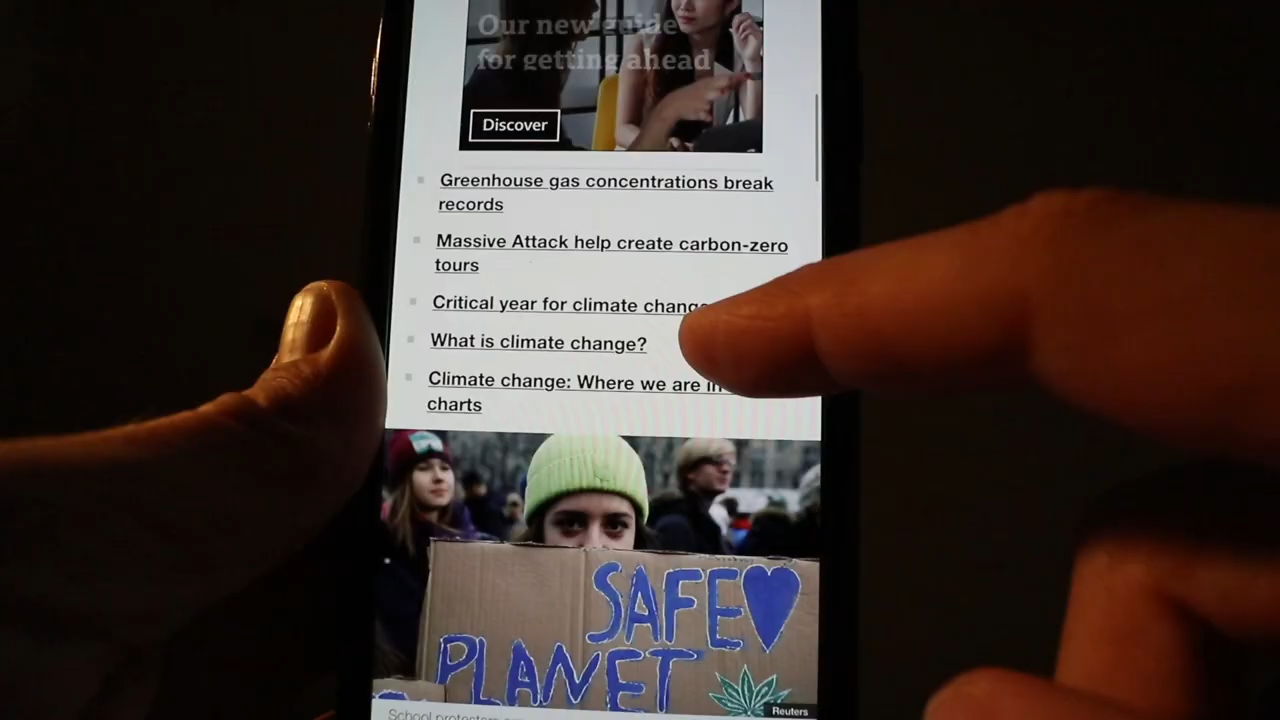 Our new guide
for getting ahead
Discover
Greenhouse gas concentrations break
records
Massive Attack help create carbon-zero
tours
Critical year for climate change
What is climate change?
Climate change: Where we are in
charts
SAFE
PLANET
Reuters
School protesters